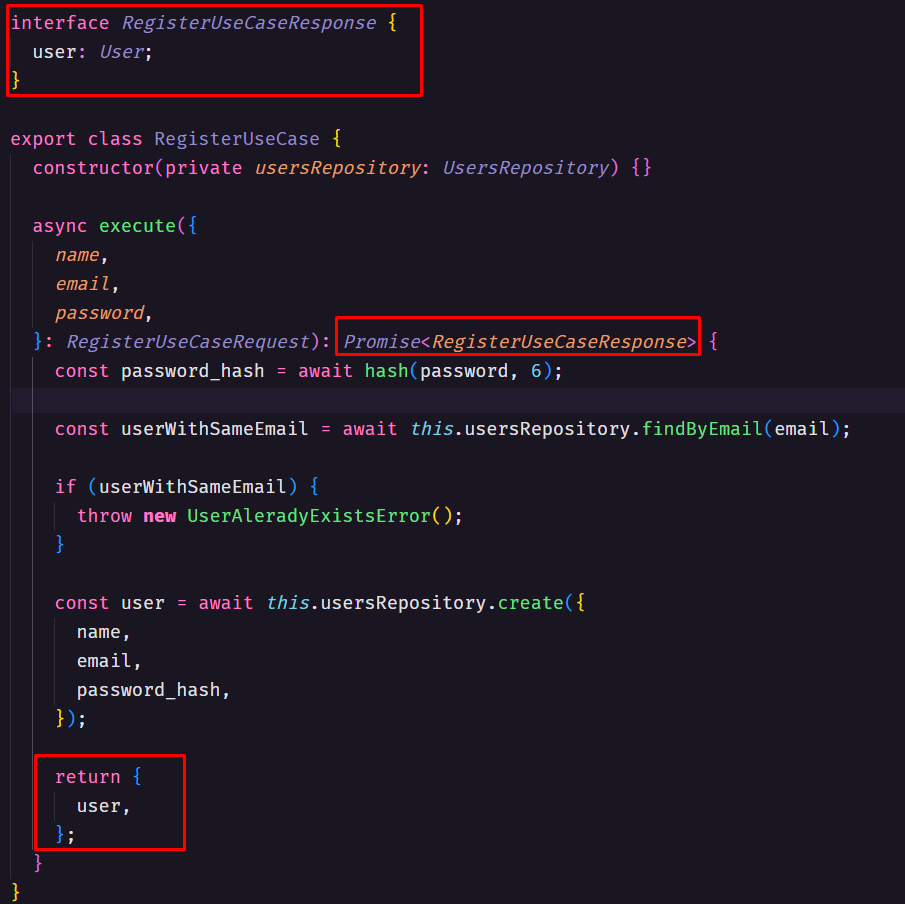 interface RegisterUseCaseResponse {
  user: User;
}
export class RegisterUseCase {
  constructor(private usersRepository: UsersRepository) {}
  async execute({
    name,
    email,
    password,
  }: RegisterUseCaseRequest): Promise<RegisterUseCaseResponse> {
    const password_hash = await hash(password, 6);
    const userWithSameEmail = await this.usersRepository.findByEmail(email);
    if (userWithSameEmail) {
      throw new UserAleradyExistsError();
    }
    const user = await this.usersRepository.create({
      name,
      email,
      password_hash,
    });
    return {
      user,
    };
  }
}